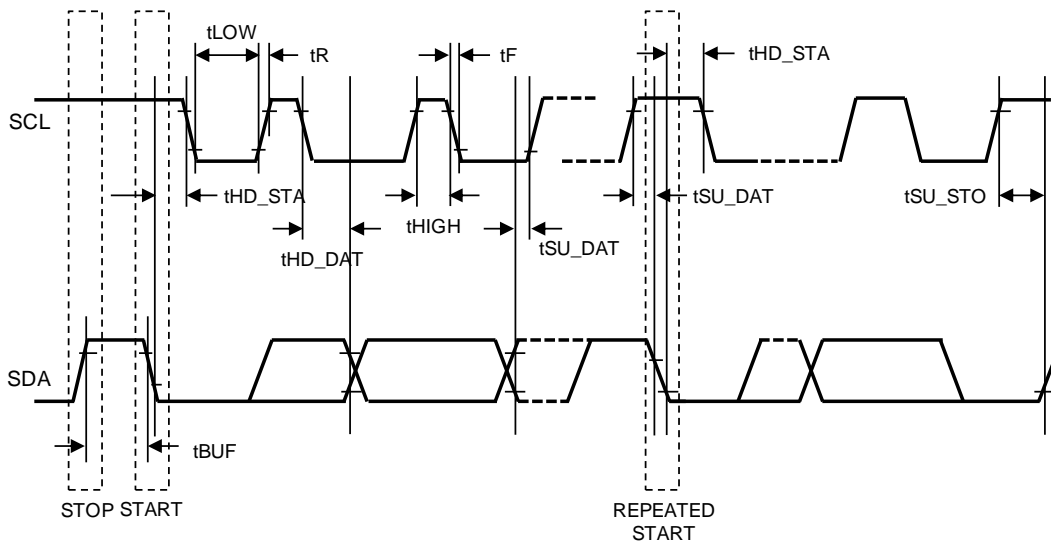 tLOW
tR
tF
tHD_STA
SCL
tHD_STA
tSU_DAT
tSU_STO
tHIGH
tHD_DAT
tSU_DAT
SDA
tBUF
STOP
START
REPEATED
START